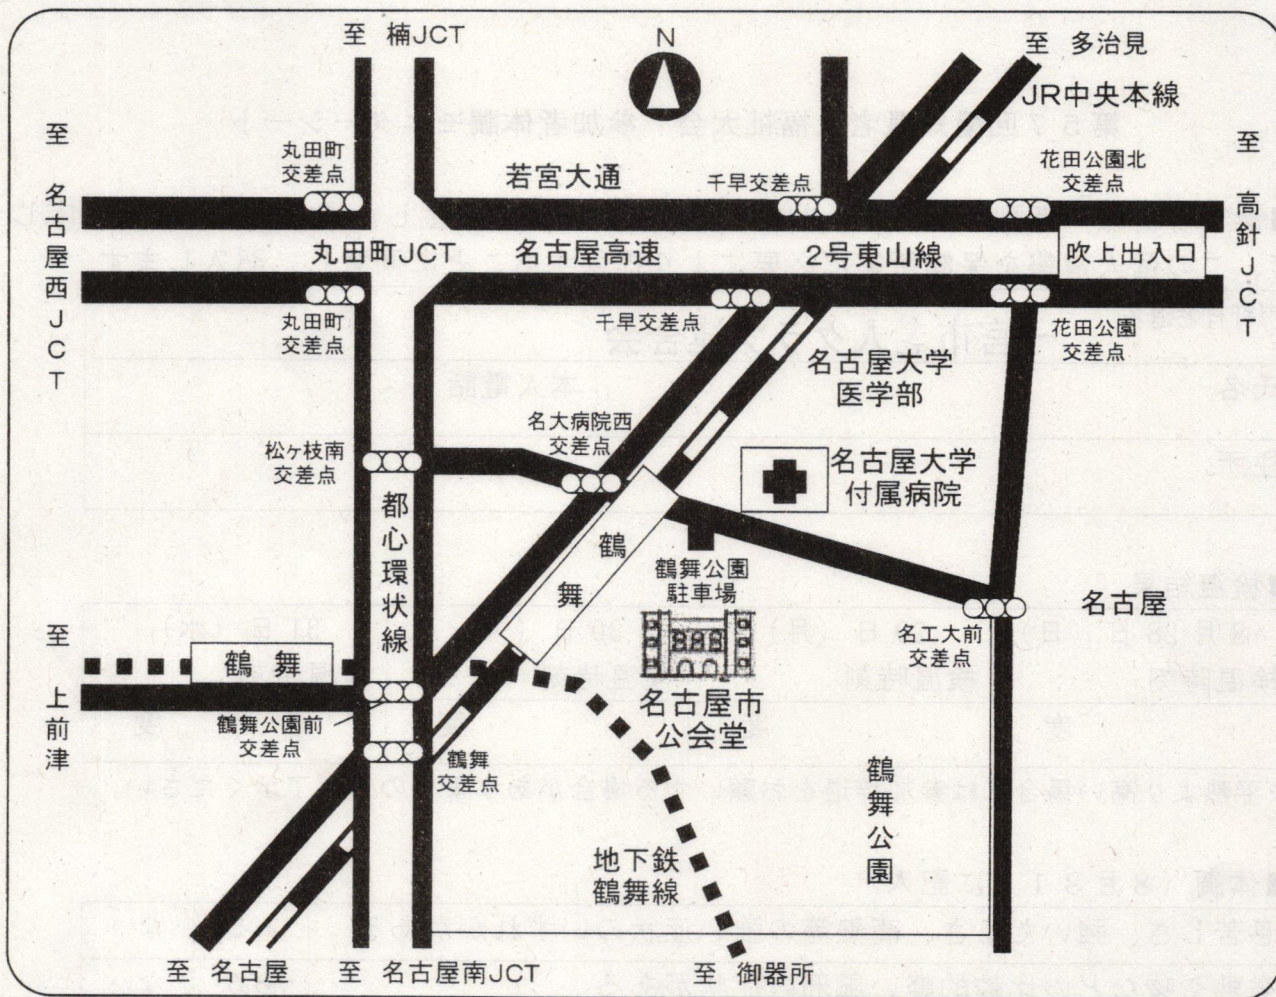 至 楠JCT
N
至 多治見
JR中央本線
至 名古屋西JCT
丸田町
交差点
若宮大通
千早交差点
花田公園北
交差点
至 高針J.CT
丸田町JCT
名古屋高速
2号東山線
吹上出入口
丸田町
交差点
千早交差点
花田公園
交差点
名古屋大学
医学部
名大病院西
交差点
松ヶ枝南
交差点
名古屋大学
付属病院
都心環状線
鶴舞
鶴舞公園
駐車場
名工大前
交差点
名古屋
至 上前津
鶴舞
名古屋市
公会堂
鶴舞公園前
交差点
鶴舞
交差点
鶴舞公園
地下鉄
鶴舞線
至 名古屋
至 名古屋南JCT
至 御器所